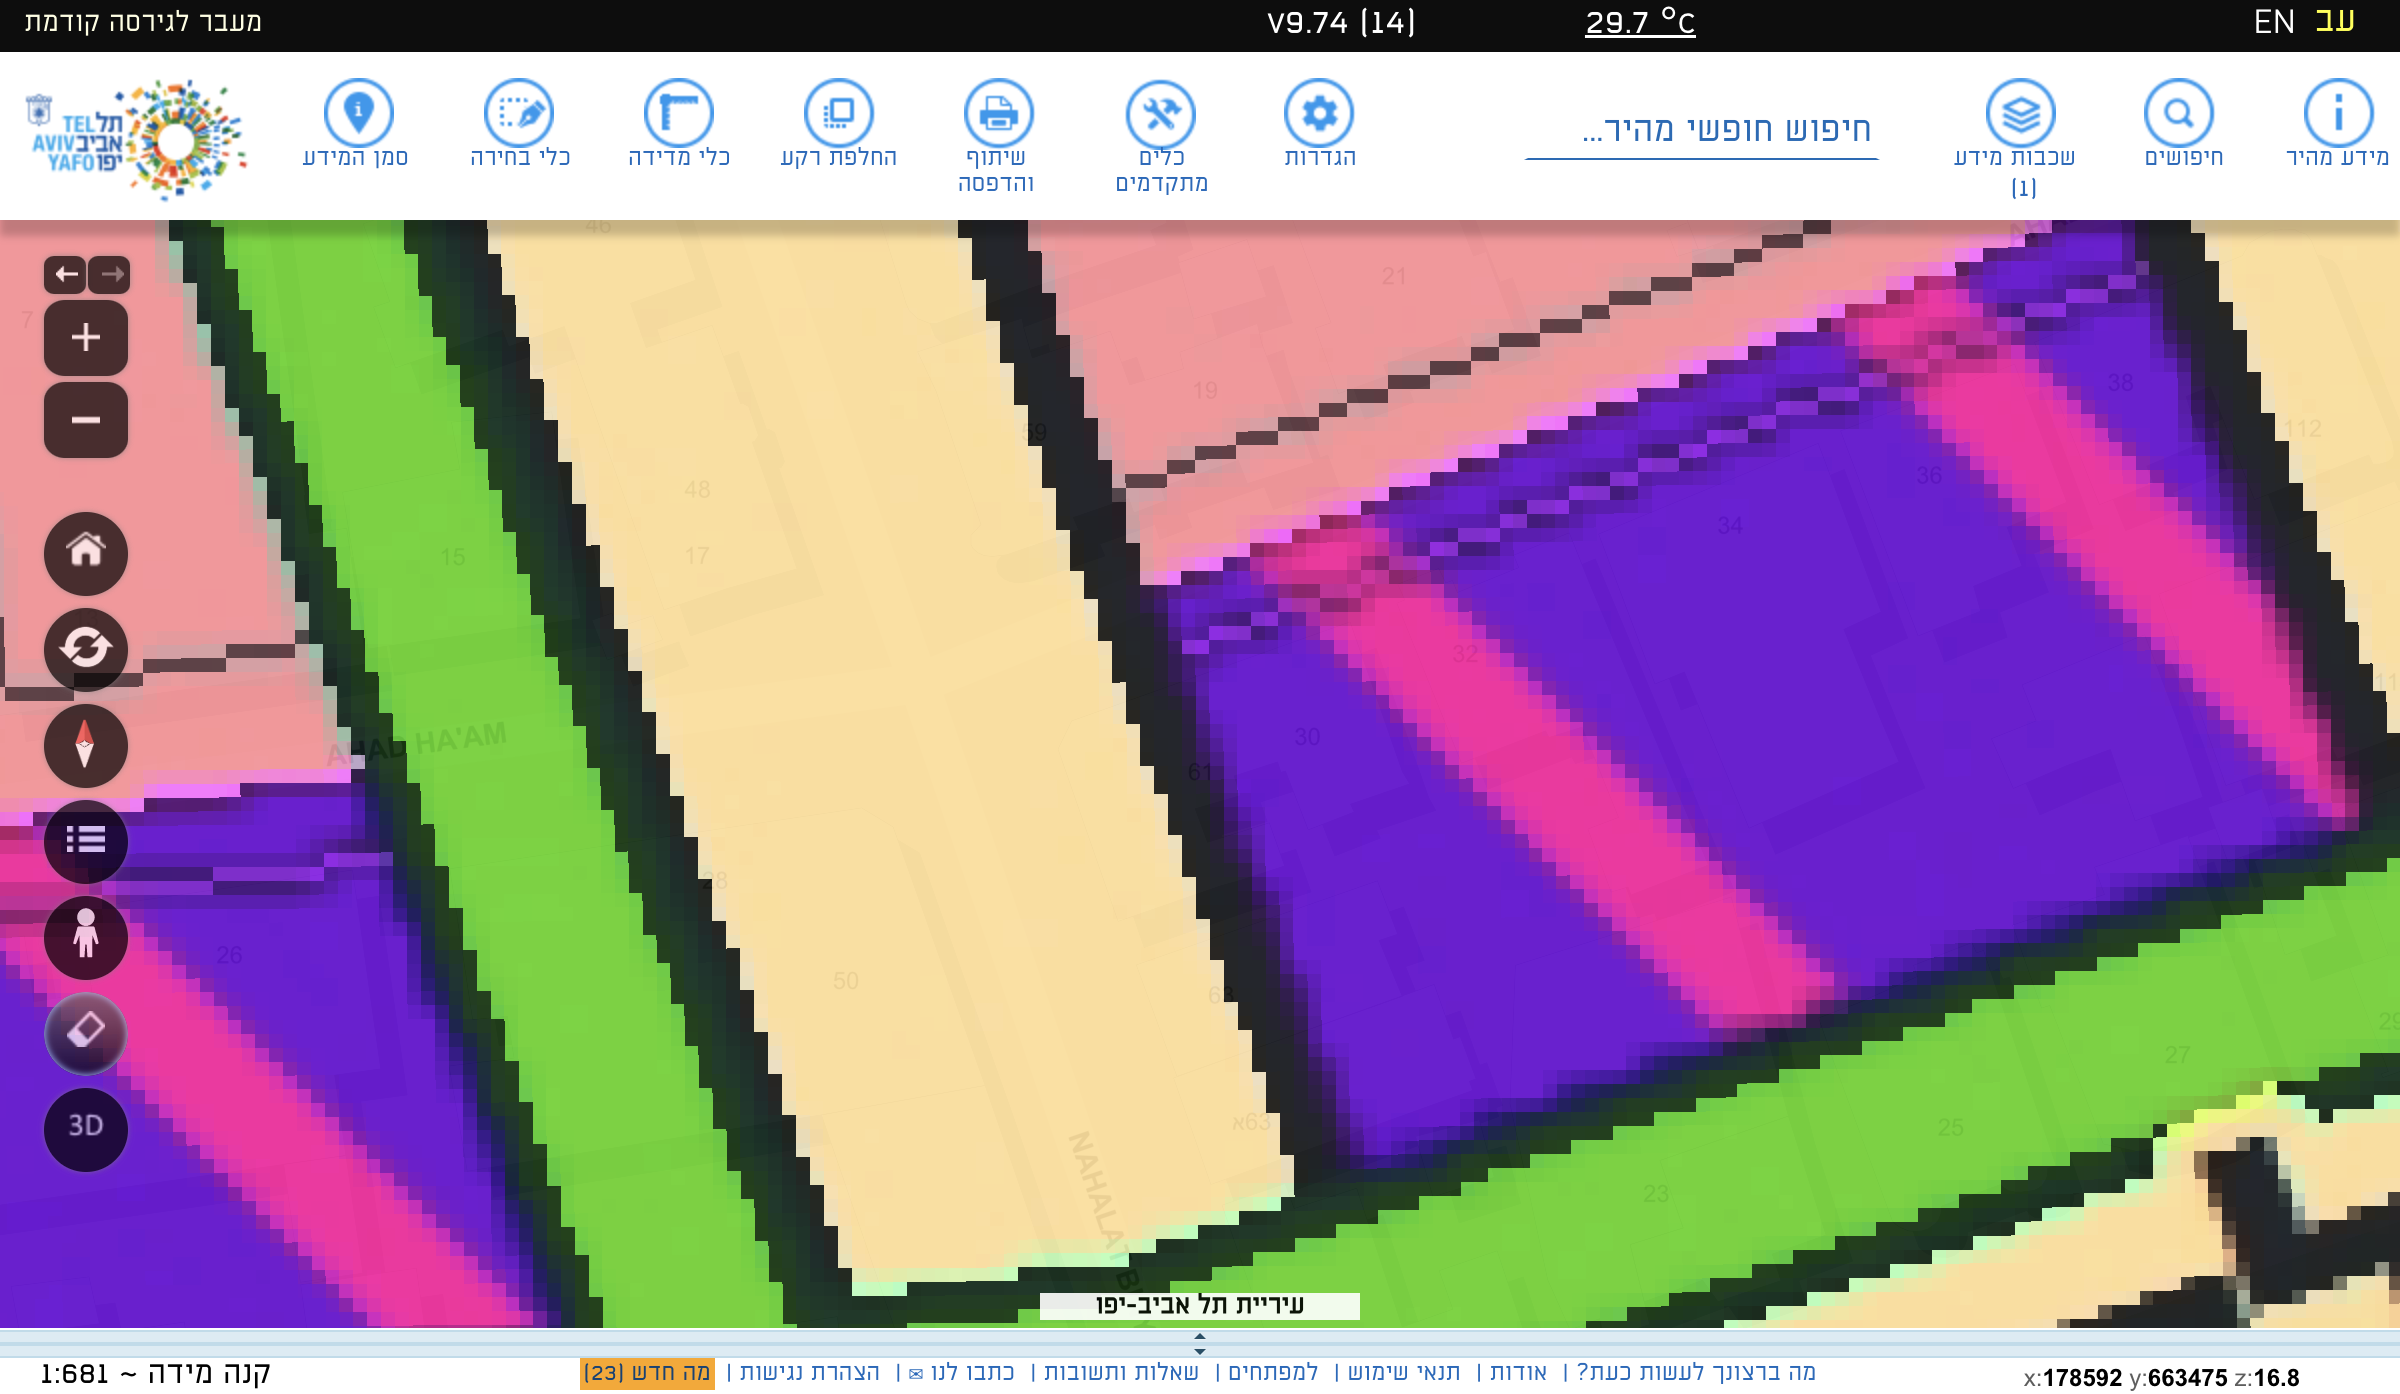 עב EN
29.7 °C
V9.74 (14)
מעבר לגירסה קודמת
מידע מהיר
חיפושים
שכבות מידע
(1)
חיפוש חופשי מהיר...
הגדרות
כלים
מתקדמים
שיתוף
והדפסה
החלפת רקע
כלי מדידה
כלי בחירה
סמן המידע
TEL תל
AVIV אביב
YAFO יפו
46
21
7
19
38
59
112
48
36
34
15
17
32
30
AHAD HA'AM
61
28
26
50
63
29
27
63א
25
23
3D
עיריית תל אביב-יפו
קנה מידה ~ 1:681
מה ברצונך לעשות כעת? | אודות | תנאי שימוש | למפתחים | שאלות ותשובות | כתבו לנו ✉ | הצהרת נגישות | מה חדש (23)
x:178592 y:663475 z:16.8